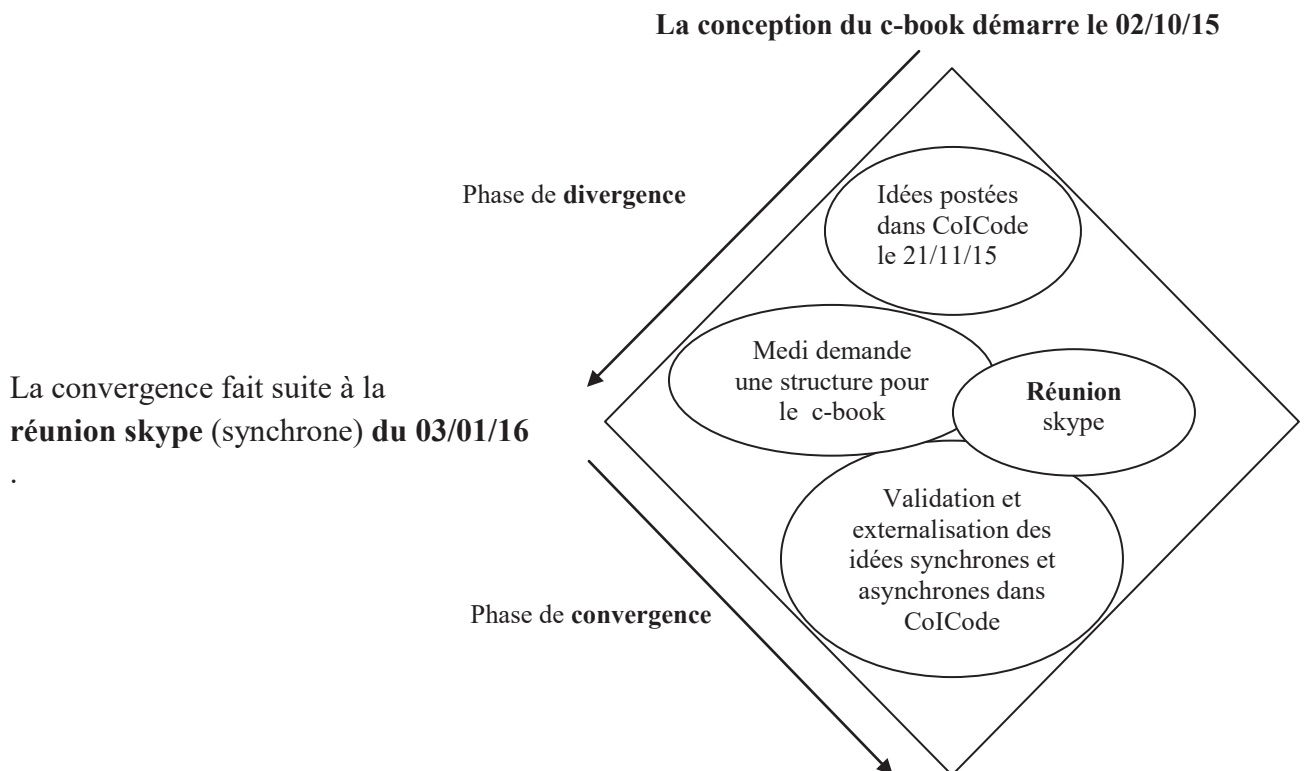 La conception du c-book démarre le 02/10/15
Phase de divergence
Idées postées
dans CoICode
le 21/11/15
Medi demande
une structure pour
le c-book
Réunion
skype
La convergence fait suite à la
réunion skype (synchrone) du 03/01/16
.
Validation et
externalisation des
idées synchrones et
asynchrones dans
CoICode
Phase de convergence